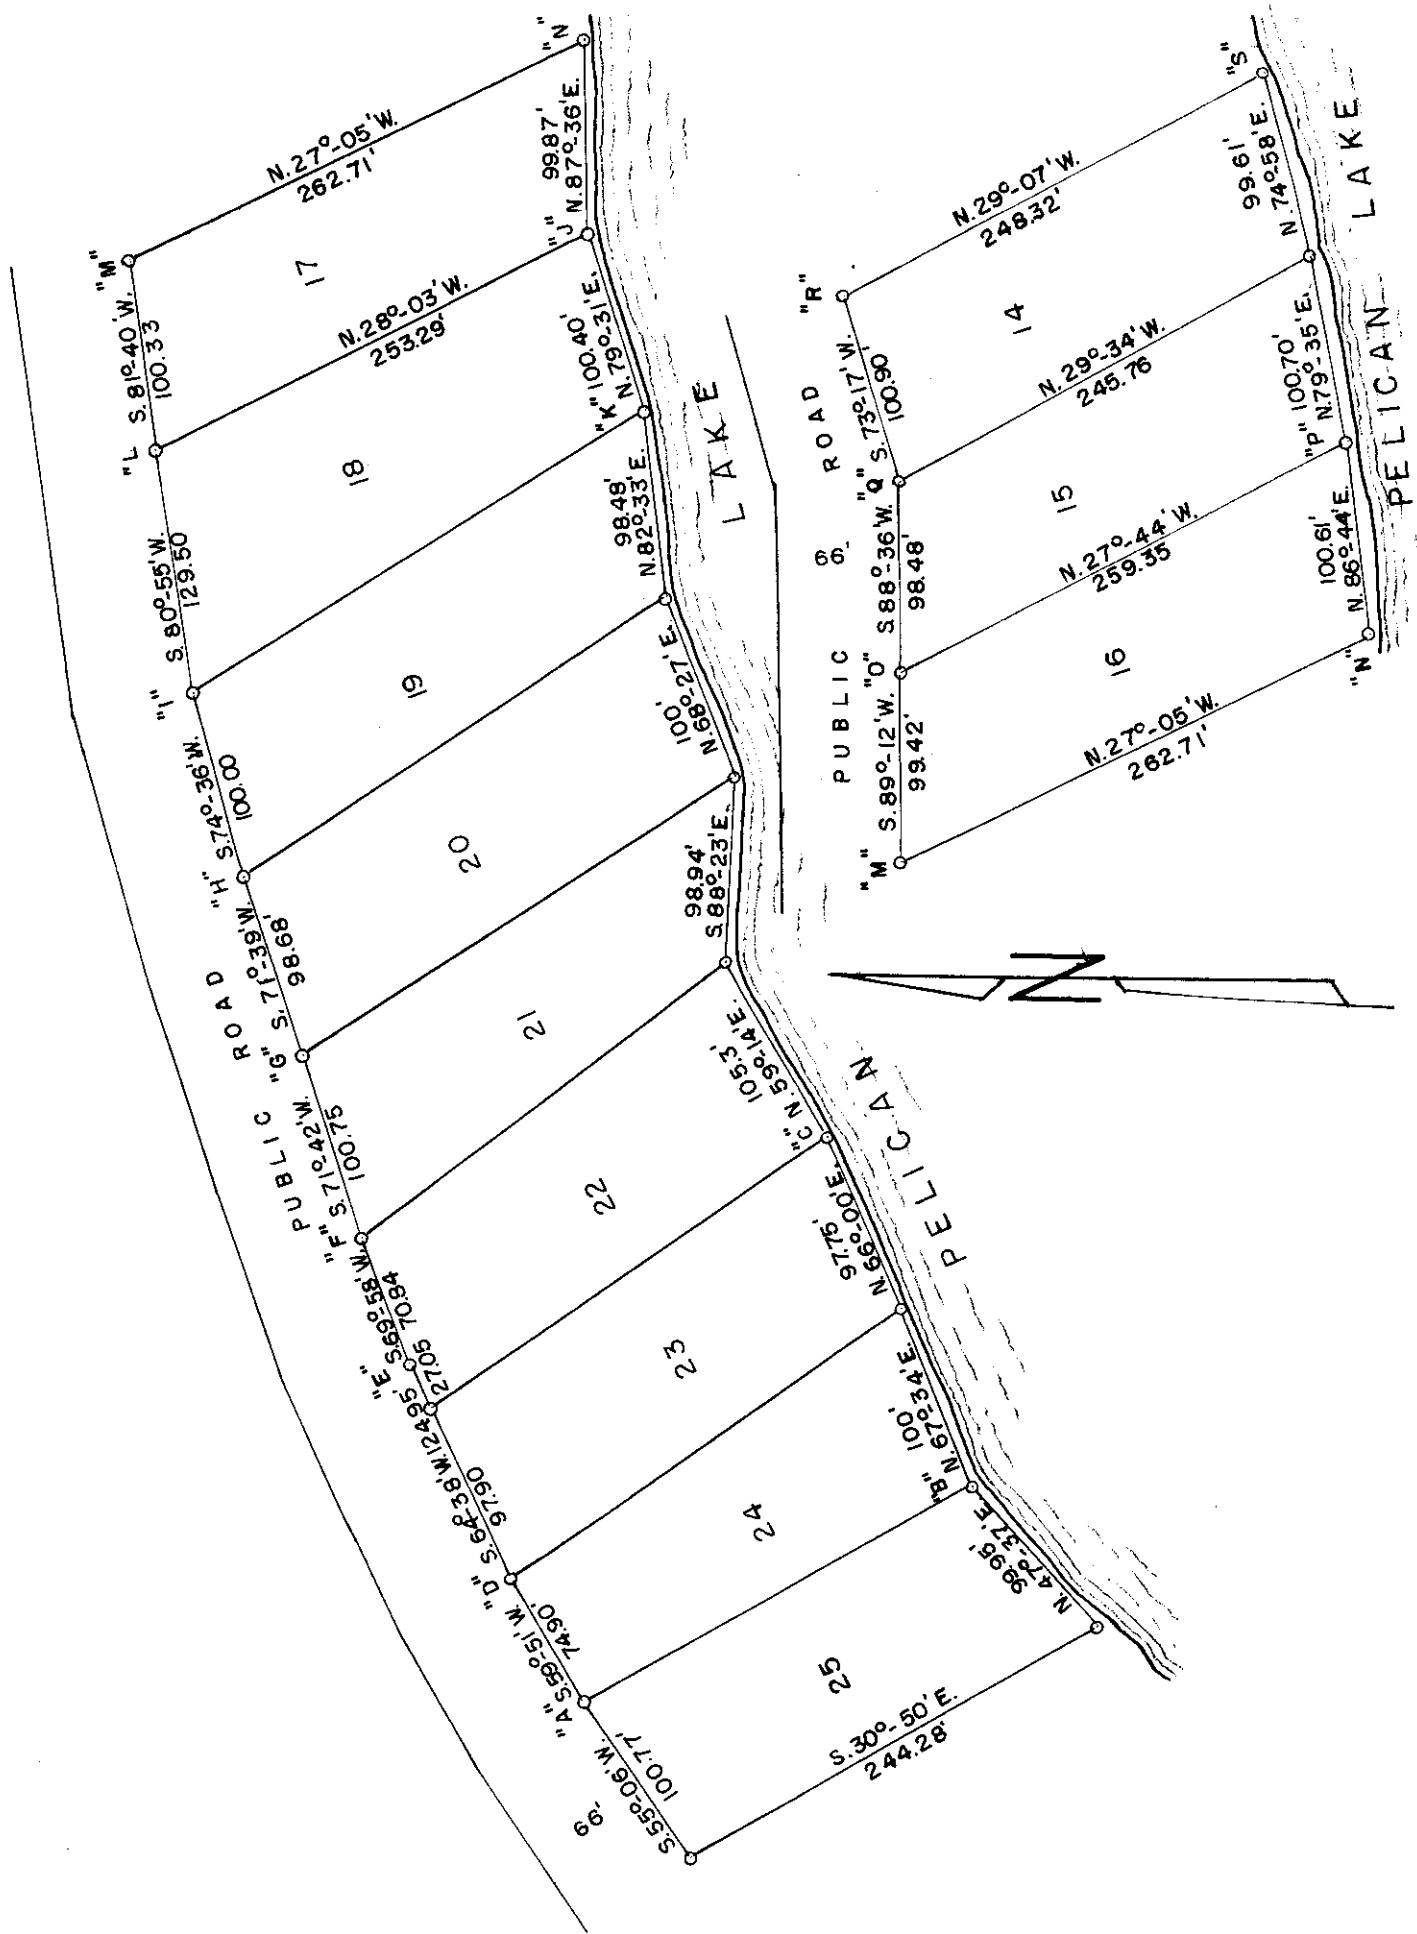 "M"
S. 81°-40' W.
100.33
"L
N. 27°-05' W.
262.71'
"N"
17
N. 28°-03' W.
253.29'
99.87'
N. 87°-36' E.
"J"
S. 80°-55' W.
129.50
18
100.40'
N. 79°-31' E.
"K"
"I"
S. 74°-36' W.
100.00
19
98.48'
N. 82°-33' E.
"H"
S. 71°-39' W.
98.68'
20
100'
N. 68°-27' E.
"G"
S. 71°-42' W.
100.75
21
98.94'
S. 88°-23' E.
"F"
S. 69°-58' W.
70.84
22
105.3'
N. 59°-14' E.
"C"
"E"
27.05
124.95'
S. 64°-38' W.
97.90
23
97.75'
N. 66°-00' E.
"D"
S. 59°-51' W.
74.90'
24
100'
N. 67°-34' E.
"B"
"A"
S. 55°-06' W.
100.77'
25
99.95'
N. 47°-37' E
S. 30°-50' E.
244.28'
66'
PUBLIC ROAD
PELICAN LAKE
N
PUBLIC ROAD
66'
"R"
S. 73°-17' W.
100.90'
"Q"
N. 29°-07' W.
248.32'
"S"
14
99.61'
N. 74°-58' E.
N. 29°-34' W.
245.76
S. 88°-36' W.
98.48'
"O"
15
100.70'
N. 79°-35' E.
"P"
N. 27°-44' W.
259.35
S. 89°-12' W.
99.42'
"M"
16
100.61'
N. 86°-44' E.
N. 27°-05' W.
262.71'
"N"
PELICAN LAKE